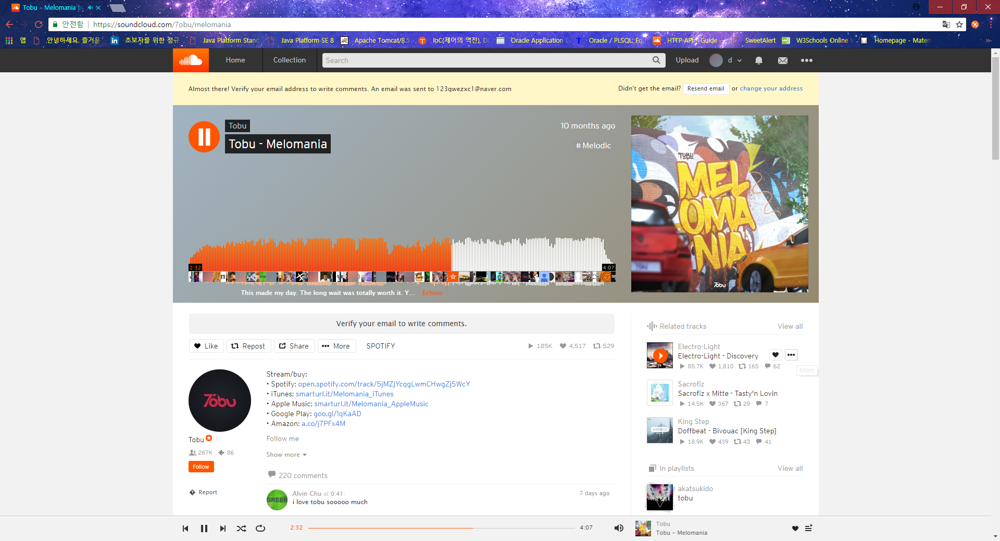 Tobu - Melomania b
안전함 https://soundcloud.com/7obu/melomania
앱 안녕하세요. 즐거운 초보자를 위한 정규 Java Platform Stand Java Platform SE 8 Apache Tomcat/8.5 IoC(제어의 역전), D Oracle Application Oracle / PLSQL: HTTP API - Guide SweetAlert W3Schools Online Homepage - Mater
Home Collection Search Upload d
Almost there! Verify your email address to write comments. An email was sent to 123qwezxc1@naver.com Didn't get the email? Resend email or change your address
Tobu
10 months ago
Tobu - Melomania
# Melodic
TOBU
MEL
OMA
NIA
7obu
2:32 4:07
This made my day. The long wait was totally worth it. Y... Echino
Verify your email to write comments.
Like Repost Share More SPOTIFY 185K 4,517 529
7obu
Stream/buy:
• Spotify: open.spotify.com/track/5jMZjYcqgLwmCHwgZj5WcY
• iTunes: smarturl.it/Melomania_iTunes
• Apple Music: smarturl.it/Melomania_AppleMusic
• Google Play: goo.gl/1qKaAD
• Amazon: a.co/j7PFx4M
Follow me
Show more
Tobu
267K 86
Follow
Report
220 comments
GREEN
Alvin Chu at 0:41: 7 days ago
i love tobu sooooo much
Related tracks View all
Electro-Light
Electro-Light - Discovery
85.7K 1,810 165 62
More
Sacrofiz
Sacrofiz x Mitte - Tasty'n Lovin
14.5K 367 29 7
BIVOUAC
King Step
Doffbeat - Bivouac [King Step]
18.9K 439 43 41
In playlists View all
akatsukido
tobu
2:32 4:07
Tobu
Tobu – Melomania